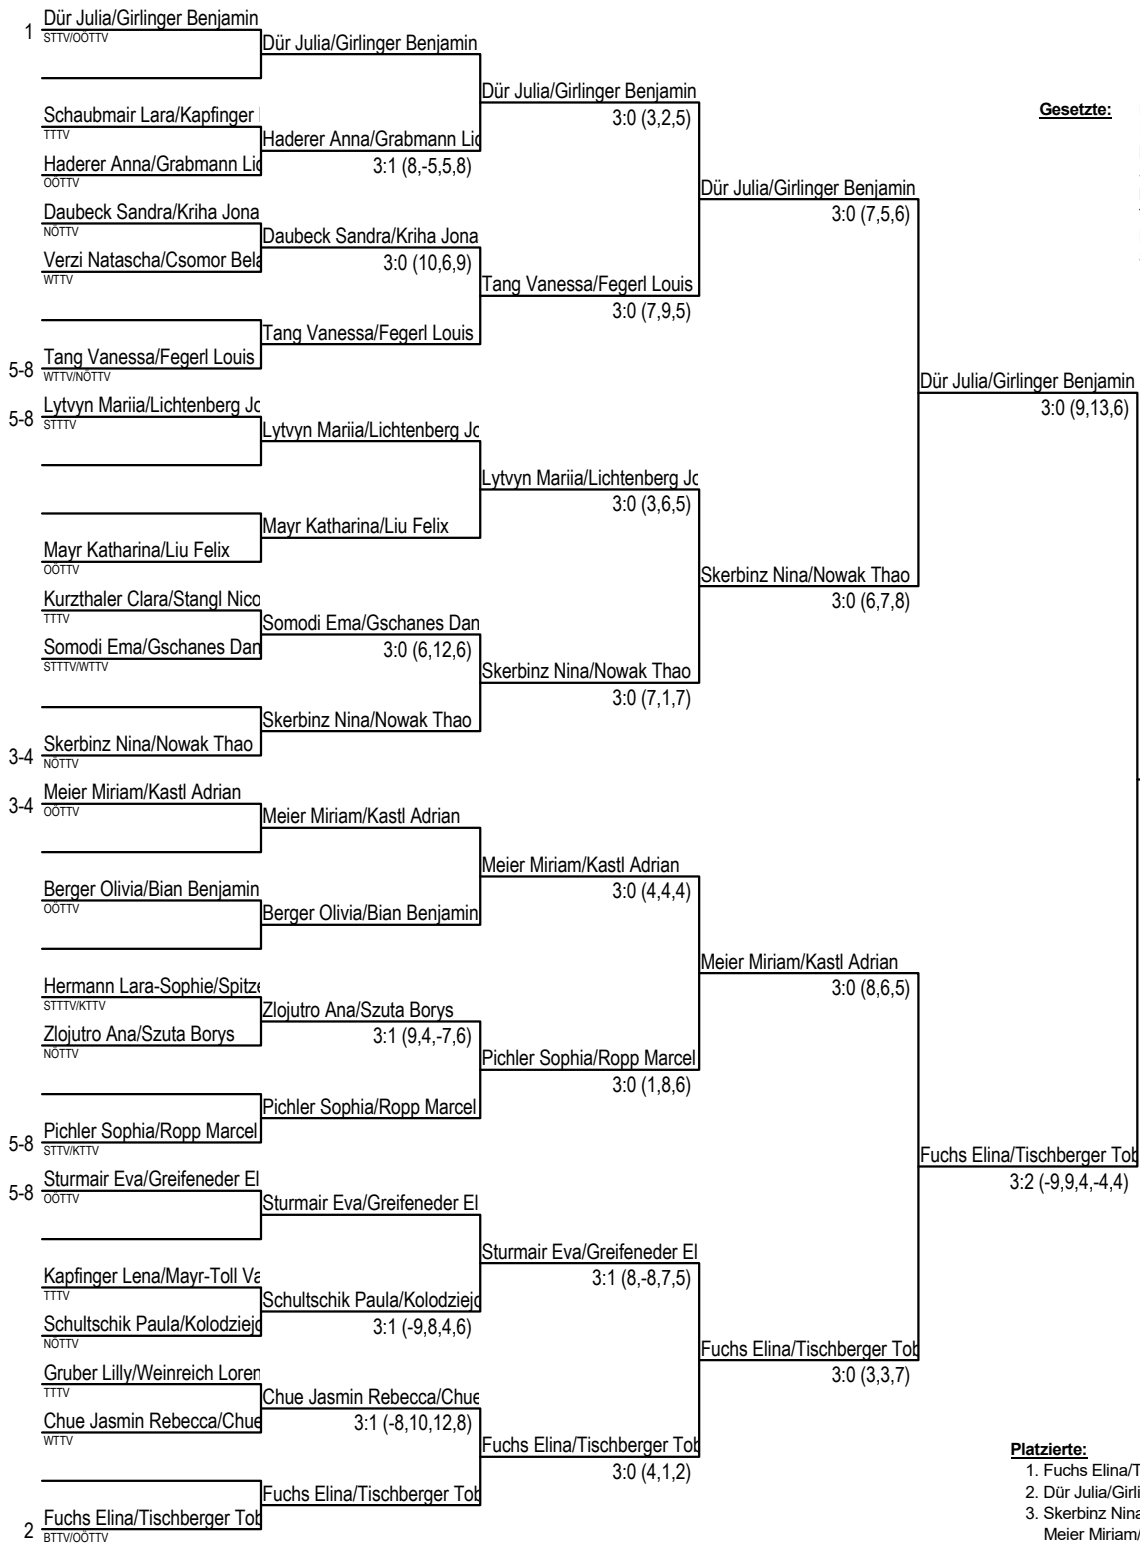 1 Dür Julia/Girlinger Benjamin
STTV/OÖTTV
Schaubmair Lara/Kapfinger
TTTV
Haderer Anna/Grabmann Lio
OÖTTV
Daubeck Sandra/Kriha Jona
NÖTTV
Verzi Natascha/Csomor Bela
WTTV
5-8 Tang Vanessa/Fegerl Louis
WTTV/NÖTTV
5-8 Lytvyn Mariia/Lichtenberg Jo
STTTV
Mayr Katharina/Liu Felix
OÖTTV
Kurzthaler Clara/Stangl Nico
TTTV
Somodi Ema/Gschanes Dan
STTTV/WTTV
3-4 Skerbinz Nina/Nowak Thao
NÖTTV
3-4 Meier Miriam/Kastl Adrian
OÖTTV
Berger Olivia/Bian Benjamin
OÖTTV
Hermann Lara-Sophie/Spitze
STTTV/KTTV
Zlojutro Ana/Szuta Borys
NÖTTV
5-8 Pichler Sophia/Ropp Marcel
STTV/KTTV
5-8 Sturmair Eva/Greifeneder El
OÖTTV
Kapfinger Lena/Mayr-Toll Va
TTTV
Schultschik Paula/Kolodziejc
NÖTTV
Gruber Lilly/Weinreich Loren
TTTV
Chue Jasmin Rebecca/Chue
WTTV
2 Fuchs Elina/Tischberger Tob
BTTV/OÖTTV
Dür Julia/Girlinger Benjamin
Haderer Anna/Grabmann Lio
3:1 (8,-5,5,8)
Daubeck Sandra/Kriha Jona
3:0 (10,6,9)
Tang Vanessa/Fegerl Louis
Lytvyn Mariia/Lichtenberg Jo
Mayr Katharina/Liu Felix
Somodi Ema/Gschanes Dan
3:0 (6,12,6)
Skerbinz Nina/Nowak Thao
Meier Miriam/Kastl Adrian
Berger Olivia/Bian Benjamin
Zlojutro Ana/Szuta Borys
3:1 (9,4,-7,6)
Pichler Sophia/Ropp Marcel
Sturmair Eva/Greifeneder El
Schultschik Paula/Kolodziejc
3:1 (-9,8,4,6)
Chue Jasmin Rebecca/Chue
3:1 (-8,10,12,8)
Fuchs Elina/Tischberger Tob
Dür Julia/Girlinger Benjamin
3:0 (3,2,5)
Tang Vanessa/Fegerl Louis
3:0 (7,9,5)
Lytvyn Mariia/Lichtenberg Jo
3:0 (3,6,5)
Skerbinz Nina/Nowak Thao
3:0 (7,1,7)
Meier Miriam/Kastl Adrian
3:0 (4,4,4)
Pichler Sophia/Ropp Marcel
3:0 (1,8,6)
Sturmair Eva/Greifeneder El
3:1 (8,-8,7,5)
Fuchs Elina/Tischberger Tob
3:0 (4,1,2)
Dür Julia/Girlinger Benjamin
3:0 (7,5,6)
Skerbinz Nina/Nowak Thao
3:0 (6,7,8)
Meier Miriam/Kastl Adrian
3:0 (8,6,5)
Fuchs Elina/Tischberger Tob
3:0 (3,3,7)
Dür Julia/Girlinger Benjamin
3:0 (9,13,6)
Fuchs Elina/Tischberger Tob
3:2 (-9,9,4,-4,4)
Gesetzte:
Platzierte:
1. Fuchs Elina/T
2. Dür Julia/Girli
3. Skerbinz Nina
Meier Miriam/